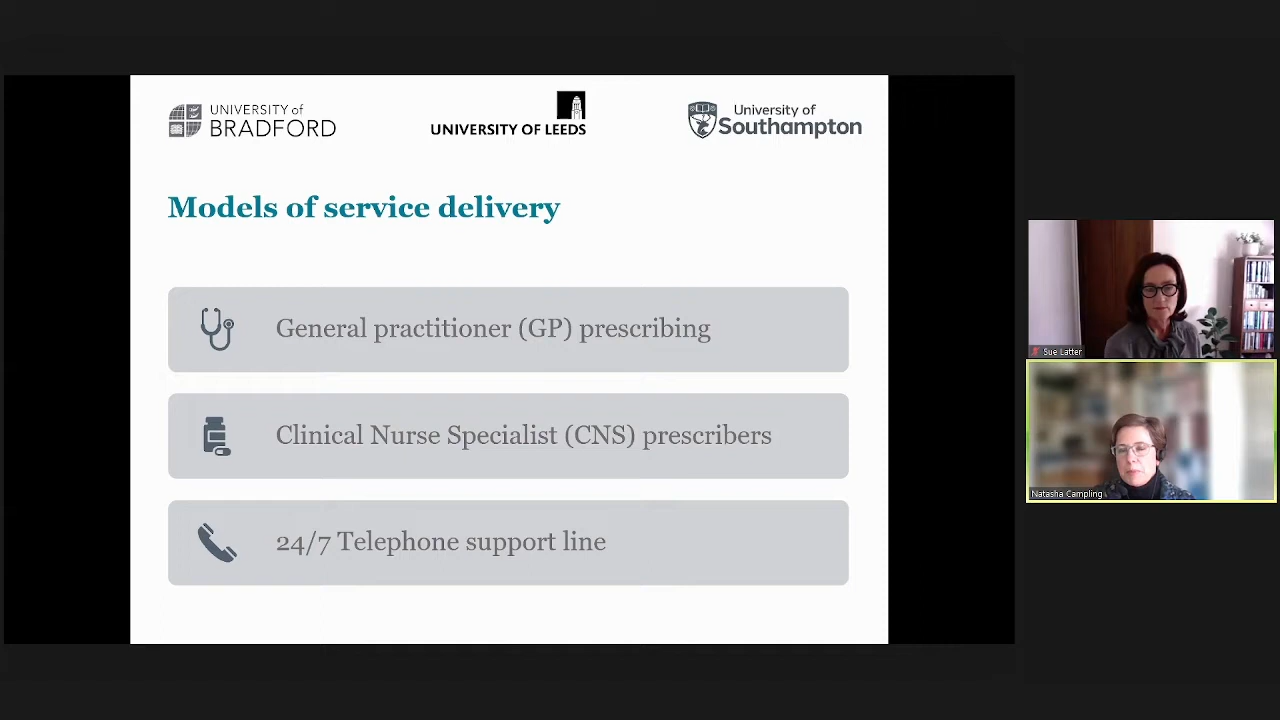 UNIVERSITY of
BRADFORD
UNIVERSITY OF LEEDS
University of
Southampton
Models of service delivery
General practitioner (GP) prescribing
Clinical Nurse Specialist (CNS) prescribers
24/7 Telephone support line
Sue Latter
Natasha Campling